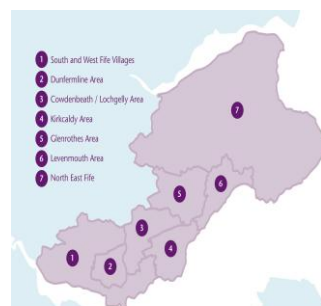 1 South and West Fife Villages
2 Dunfermline Area
3 Cowdenbeath / Lochgelly Area
4 Kirkcaldy Area
5 Glenrothes Area
6 Levenmouth Area
7 North East Fife
7
6
5
3
4
1
2